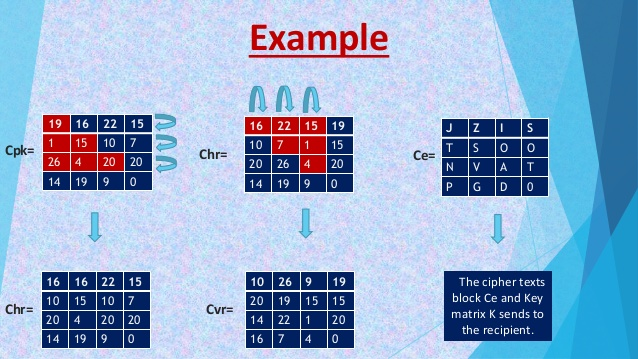 Example
Cpk=
19 16 22 15
1 15 10 7
26 4 20 20
14 19 9 0
Chr=
16 22 15 19
10 7 1 15
20 26 4 20
14 19 9 0
Ce=
J Z I S
T S O O
N V A T
P G D 0
Chr=
16 16 22 15
10 15 10 7
20 4 20 20
14 19 9 0
Cvr=
10 26 9 19
20 19 15 15
14 22 1 20
16 7 4 0
The cipher texts
block Ce and Key
matrix K sends to
the recipient.